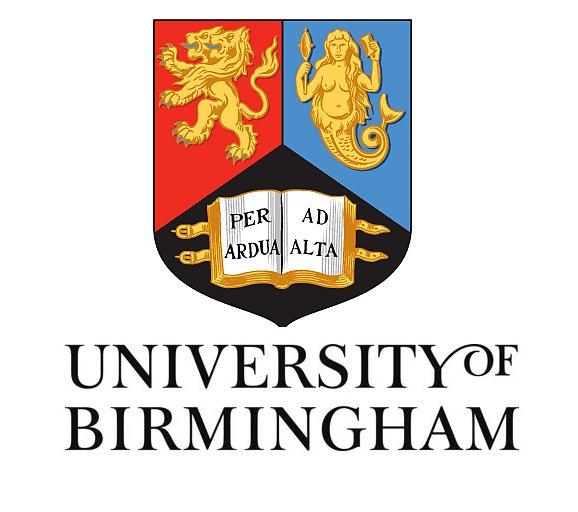 PER ARDUA
AD ALTA
UNIVERSITY OF
BIRMINGHAM